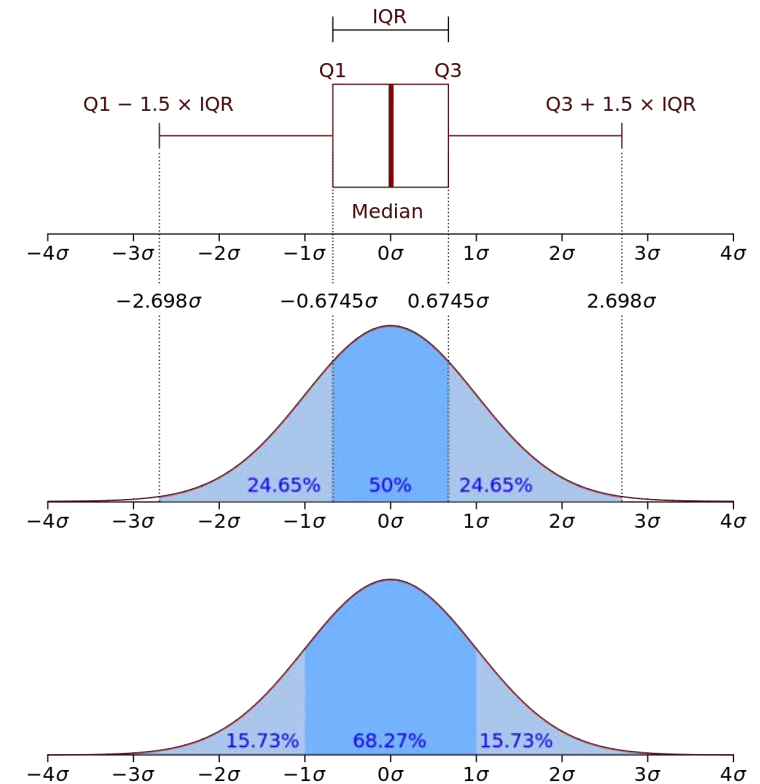 IQR
Q1 Q3
Q1 − 1.5 × IQR Q3 + 1.5 × IQR
Median
−4σ −3σ −2σ −1σ 0σ 1σ 2σ 3σ 4σ
−2.698σ −0.6745σ 0.6745σ 2.698σ
24.65% 50% 24.65%
−4σ −3σ −2σ −1σ 0σ 1σ 2σ 3σ 4σ
15.73% 68.27% 15.73%
−4σ −3σ −2σ −1σ 0σ 1σ 2σ 3σ 4σ